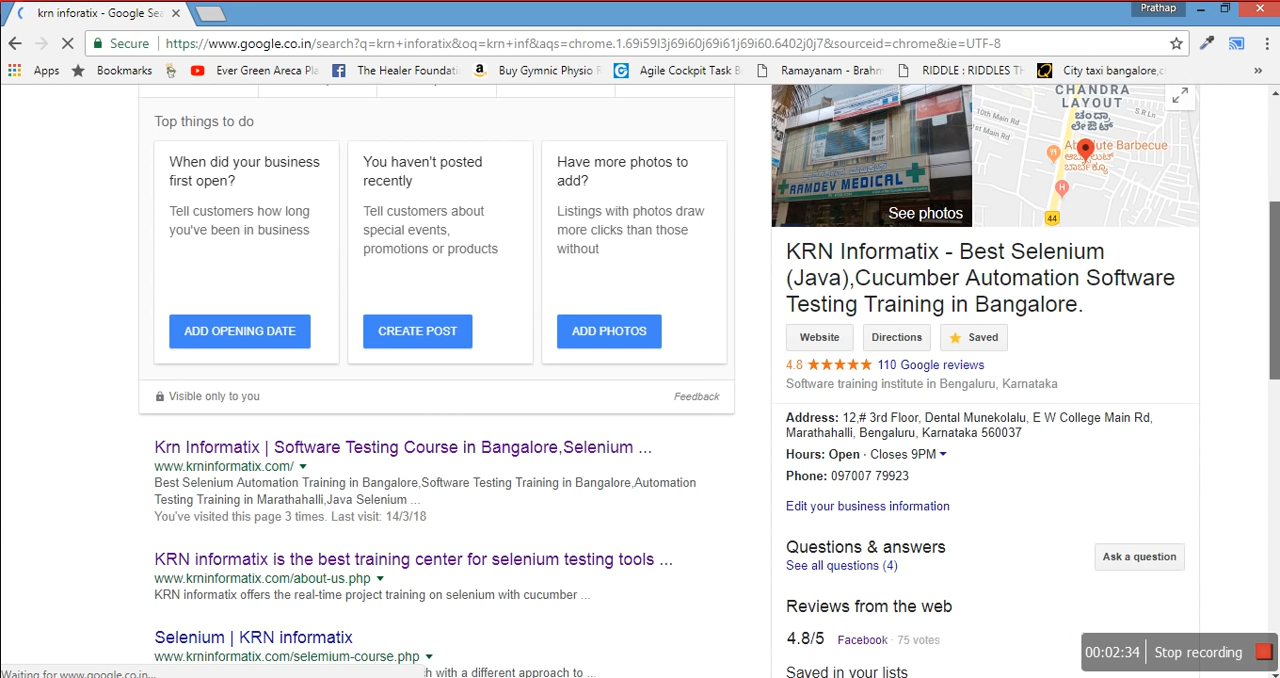 krn inforatix - Google Sea
Prathap
Secure
https://www.google.co.in/search?q=krn+inforatix&oq=krn+inf&aqs=chrome.1.69i59l3j69i60j69i61j69i60.6402j0j7&sourceid=chrome&ie=UTF-8
Apps
Bookmarks
Ever Green Areca Pla
The Healer Foundati
Buy Gymnic Physio F
Agile Cockpit Task B
Ramayanam - Brahm
RIDDLE : RIDDLES TH
City taxi bangalore,c
»
Top things to do
When did your business
first open?
Tell customers how long
you've been in business
ADD OPENING DATE
You haven't posted
recently
Tell customers about
special events,
promotions or products
CREATE POST
Have more photos to
add?
Listings with photos draw
more clicks than those
without
ADD PHOTOS
Visible only to you
Feedback
Krn Informatix | Software Testing Course in Bangalore,Selenium ...
www.krninformatix.com/
Best Selenium Automation Training in Bangalore,Software Testing Training in Bangalore,Automation
Testing Training in Marathahalli,Java Selenium ...
You've visited this page 3 times. Last visit: 14/3/18
KRN informatix is the best training center for selenium testing tools ...
www.krninformatix.com/about-us.php
KRN informatix offers the real-time project training on selenium with cucumber ...
Selenium | KRN informatix
www.krninformatix.com/selemium-course.php
h with a different approach to ...
Waiting for www.google.co.in...
RAMDEV MEDICAL
See photos
CHANDRA
LAYOUT
ಚಂದ್ರಾ
ಲೇಔಟ್
10th Main Rd
1st Main Rd
S.R Ln
Absolute Barbecue
44
KRN Informatix - Best Selenium
(Java),Cucumber Automation Software
Testing Training in Bangalore.
Website
Directions
Saved
4.8 ★★★★★ 110 Google reviews
Software training institute in Bengaluru, Karnataka
Address: 12,# 3rd Floor, Dental Munekolalu, E W College Main Rd,
Marathahalli, Bengaluru, Karnataka 560037
Hours: Open · Closes 9PM
Phone: 097007 79923
Edit your business information
Questions & answers
See all questions (4)
Ask a question
Reviews from the web
4.8/5 Facebook · 75 votes
Saved in your lists
00:02:34
Stop recording